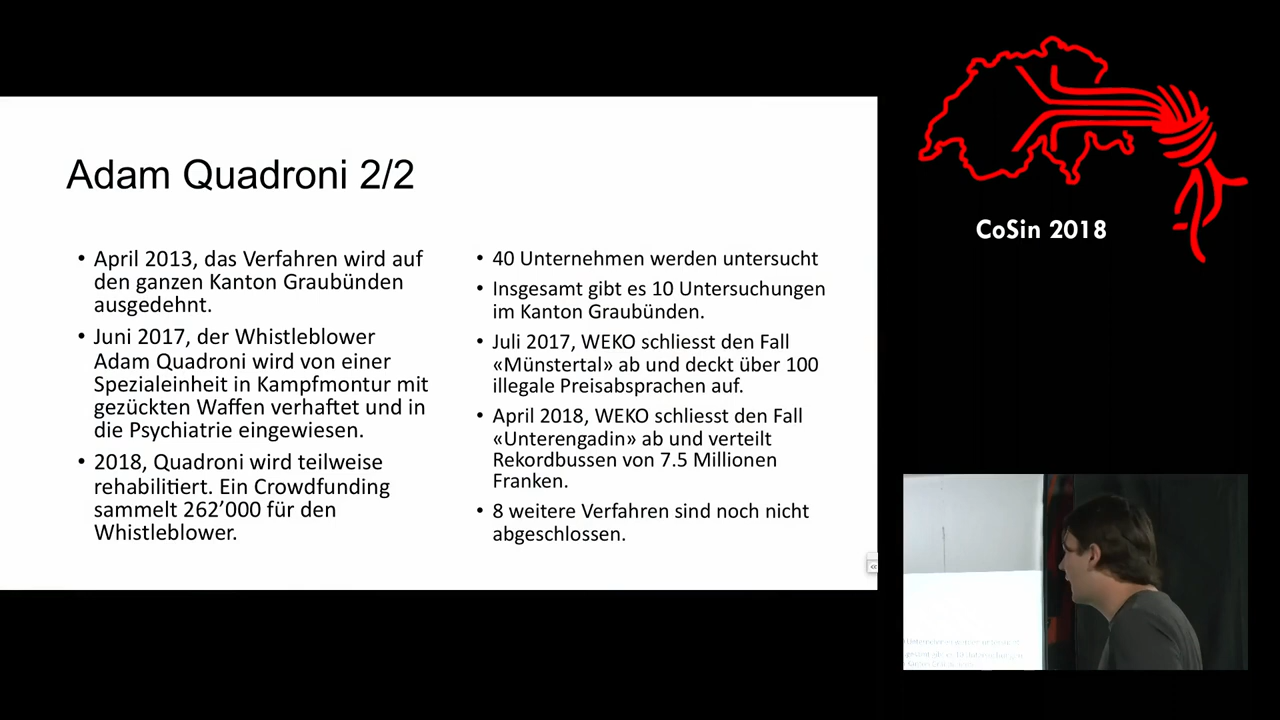 Adam Quadroni 2/2
• April 2013, das Verfahren wird auf
den ganzen Kanton Graubünden
ausgedehnt.
• Juni 2017, der Whistleblower
Adam Quadroni wird von einer
Spezialeinheit in Kampfmontur mit
gezückten Waffen verhaftet und in
die Psychiatrie eingewiesen.
• 2018, Quadroni wird teilweise
rehabilitiert. Ein Crowdfunding
sammelt 262’000 für den
Whistleblower.
• 40 Unternehmen werden untersucht
• Insgesamt gibt es 10 Untersuchungen
im Kanton Graubünden.
• Juli 2017, WEKO schliesst den Fall
«Münstertal» ab und deckt über 100
illegale Preisabsprachen auf.
• April 2018, WEKO schliesst den Fall
«Unterengadin» ab und verteilt
Rekordbussen von 7.5 Millionen
Franken.
• 8 weitere Verfahren sind noch nicht
abgeschlossen.
CoSin 2018